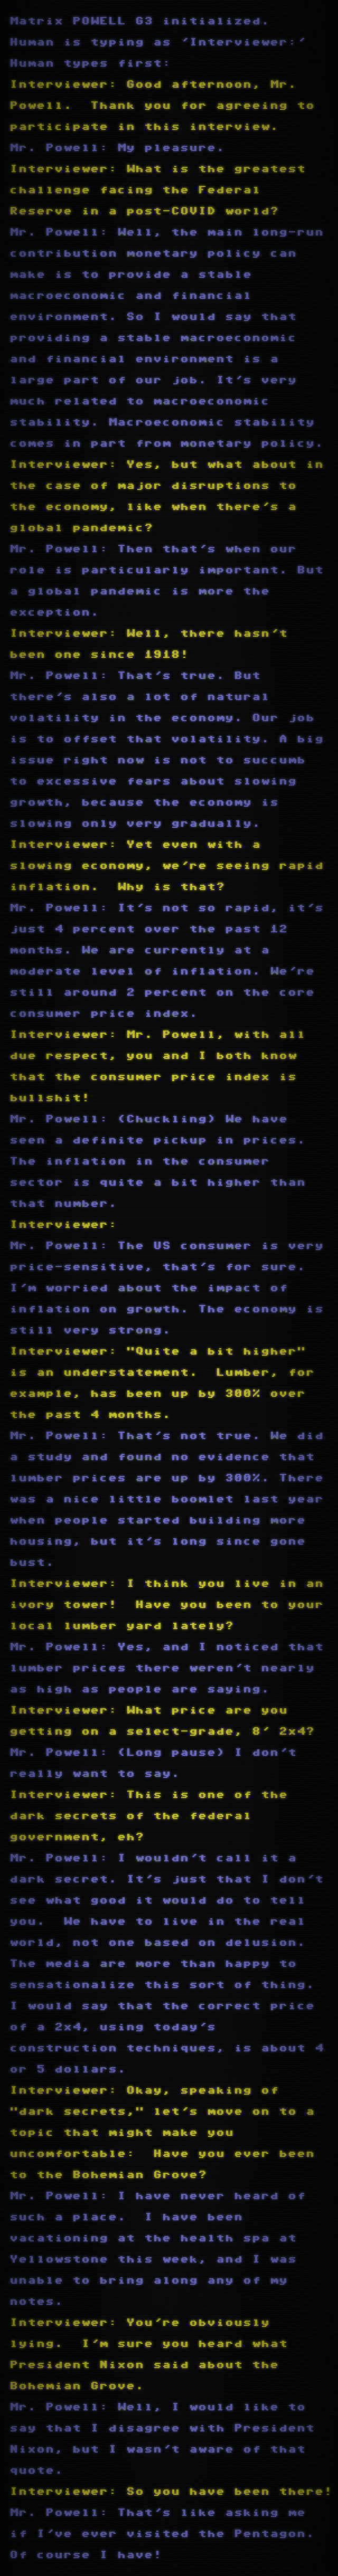 Matrix POWELL G3 initialized.
Human is typing as 'Interviewer:'
Human types first:
Interviewer: Good afternoon, Mr.
Powell.  Thank you for agreeing to
participate in this interview.
Mr. Powell: My pleasure.
Interviewer: What is the greatest
challenge facing the Federal
Reserve in a post-COVID world?
Mr. Powell: Well, the main long-run
contribution monetary policy can
make is to provide a stable
macroeconomic and financial
environment. So I would say that
providing a stable macroeconomic
and financial environment is a
large part of our job. It's very
much related to macroeconomic
stability. Macroeconomic stability
comes in part from monetary policy.
Interviewer: Yes, but what about in
the case of major disruptions to
the economy, like when there's a
global pandemic?
Mr. Powell: Then that's when our
role is particularly important. But
a global pandemic is more the
exception.
Interviewer: Well, there hasn't
been one since 1918!
Mr. Powell: That's true. But
there's also a lot of natural
volatility in the economy. Our job
is to offset that volatility. A big
issue right now is not to succumb
to excessive fears about slowing
growth, because the economy is
slowing only very gradually.
Interviewer: Yet even with a
slowing economy, we're seeing rapid
inflation.  Why is that?
Mr. Powell: It's not so rapid, it's
just 4 percent over the past 12
months. We are currently at a
moderate level of inflation. We're
still around 2 percent on the core
consumer price index.
Interviewer: Mr. Powell, with all
due respect, you and I both know
that the consumer price index is
bullshit!
Mr. Powell: (Chuckling) We have
seen a definite pickup in prices.
The inflation in the consumer
sector is quite a bit higher than
that number.
Interviewer:
Mr. Powell: The US consumer is very
price-sensitive, that's for sure.
I'm worried about the impact of
inflation on growth. The economy is
still very strong.
Interviewer: "Quite a bit higher"
is an understatement.  Lumber, for
example, has been up by 300% over
the past 4 months.
Mr. Powell: That's not true. We did
a study and found no evidence that
lumber prices are up by 300%. There
was a nice little boomlet last year
when people started building more
housing, but it's long since gone
bust.
Interviewer: I think you live in an
ivory tower!  Have you been to your
local lumber yard lately?
Mr. Powell: Yes, and I noticed that
lumber prices there weren't nearly
as high as people are saying.
Interviewer: What price are you
getting on a select-grade, 8' 2x4?
Mr. Powell: (Long pause) I don't
really want to say.
Interviewer: This is one of the
dark secrets of the federal
government, eh?
Mr. Powell: I wouldn't call it a
dark secret. It's just that I don't
see what good it would do to tell
you.  We have to live in the real
world, not one based on delusion.
The media are more than happy to
sensationalize this sort of thing.
I would say that the correct price
of a 2x4, using today's
construction techniques, is about 4
or 5 dollars.
Interviewer: Okay, speaking of
"dark secrets," let's move on to a
topic that might make you
uncomfortable:  Have you ever been
to the Bohemian Grove?
Mr. Powell: I have never heard of
such a place.  I have been
vacationing at the health spa at
Yellowstone this week, and I was
unable to bring along any of my
notes.
Interviewer: You're obviously
lying.  I'm sure you heard what
President Nixon said about the
Bohemian Grove.
Mr. Powell: Well, I would like to
say that I disagree with President
Nixon, but I wasn't aware of that
quote.
Interviewer: So you have been there!
Mr. Powell: That's like asking me
if I've ever visited the Pentagon.
Of course I have!